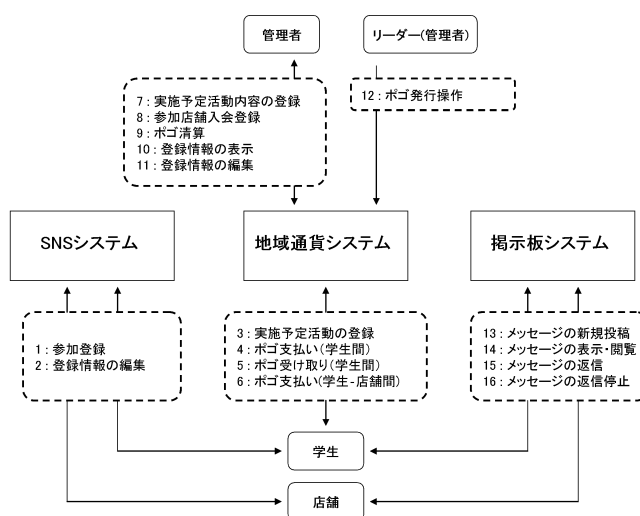 管理者
リーダー(管理者)
7：実施予定活動内容の登録
8：参加店舗入会登録
9：ポゴ清算
10：登録情報の表示
11：登録情報の編集
12：ポゴ発行操作
SNSシステム
地域通貨システム
掲示板システム
1：参加登録
2：登録情報の編集
3：実施予定活動の登録
4：ポゴ支払い(学生間)
5：ポゴ受け取り(学生間)
6：ポゴ支払い(学生-店舗間)
13：メッセージの新規投稿
14：メッセージの表示・閲覧
15：メッセージの返信
16：メッセージの返信停止
学生
店舗